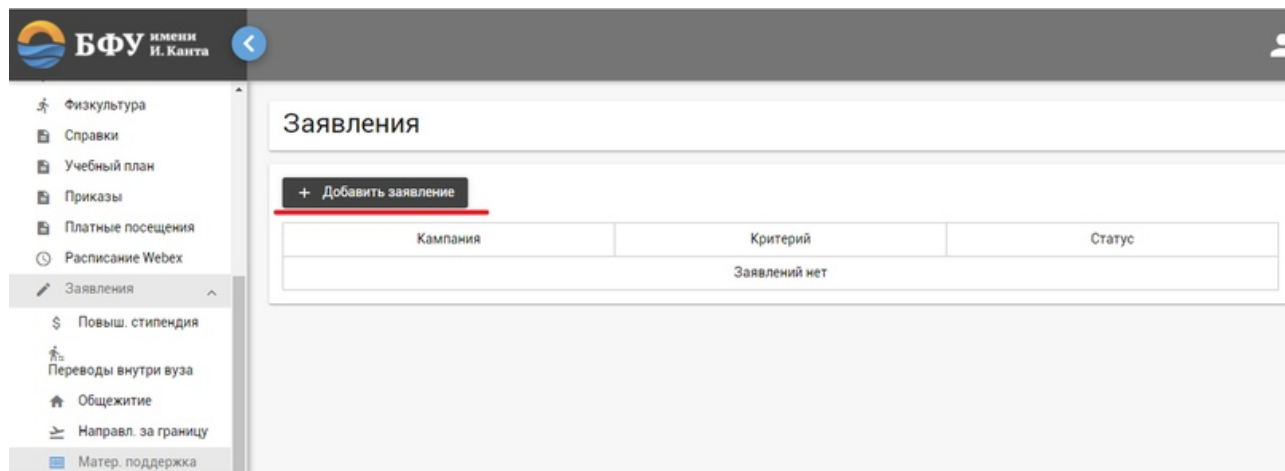 БФУ имени
И. Канта
Физкультура
Справки
Учебный план
Приказы
Платные посещения
Расписание Webex
Заявления
Повыш. стипендия
Переводы внутри вуза
Общежитие
Направл. за границу
Матер. поддержка
Заявления
+ Добавить заявление
Кампания Критерий Статус
Заявлений нет